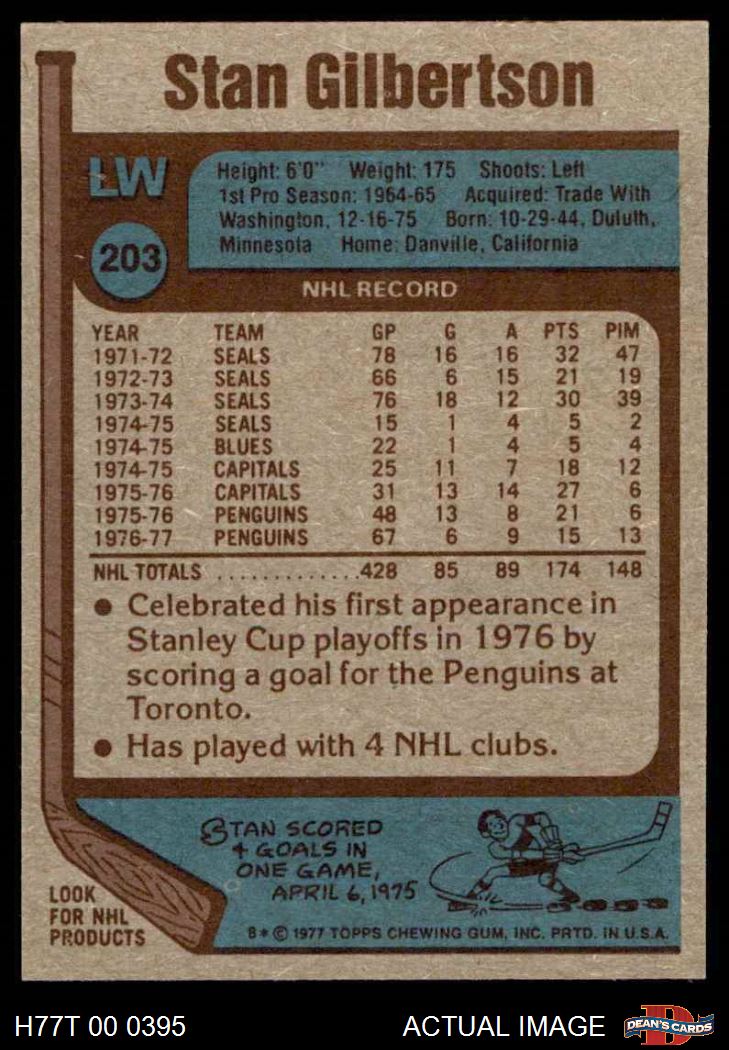 Stan Gilbertson
LW
203
Height: 6'0" Weight: 175 Shoots: Left
1st Pro Season: 1964-65 Acquired: Trade With
Washington, 12-16-75 Born: 10-29-44, Duluth,
Minnesota Home: Danville, California
NHL RECORD
YEAR TEAM GP G A PTS PIM
1971-72 SEALS 78 16 16 32 47
1972-73 SEALS 66 6 15 21 19
1973-74 SEALS 76 18 12 30 39
1974-75 SEALS 15 1 4 5 2
1974-75 BLUES 22 1 4 5 4
1974-75 CAPITALS 25 11 7 18 12
1975-76 CAPITALS 31 13 14 27 6
1975-76 PENGUINS 48 13 8 21 6
1976-77 PENGUINS 67 6 9 15 13
NHL TOTALS .............428 85 89 174 148
● Celebrated his first appearance in
Stanley Cup playoffs in 1976 by
scoring a goal for the Penguins at
Toronto.
● Has played with 4 NHL clubs.
STAN SCORED
4 GOALS IN
ONE GAME,
APRIL 6, 1975
LOOK
FOR NHL
PRODUCTS
8* © 1977 TOPPS CHEWING GUM, INC. PRTD. IN U.S.A.
H77T 00 0395 ACTUAL IMAGE
D
DEAN'S CARDS